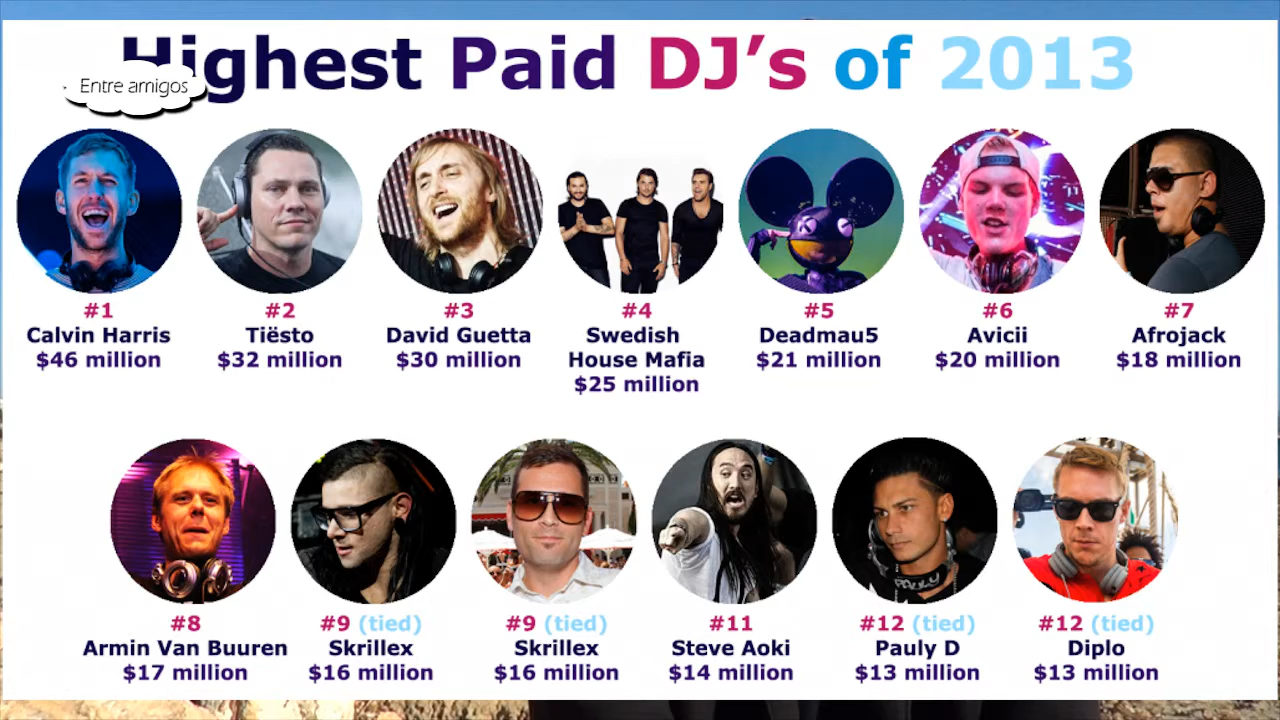 Highest Paid DJ's of 2013
Entre amigos
#1
Calvin Harris
$46 million
#2
Tiësto
$32 million
#3
David Guetta
$30 million
#4
Swedish
House Mafia
$25 million
#5
Deadmau5
$21 million
#6
Avicii
$20 million
#7
Afrojack
$18 million
PAULY
#8
Armin Van Buuren
$17 million
#9 (tied)
Skrillex
$16 million
#9 (tied)
Skrillex
$16 million
#11
Steve Aoki
$14 million
#12 (tied)
Pauly D
$13 million
#12 (tied)
Diplo
$13 million